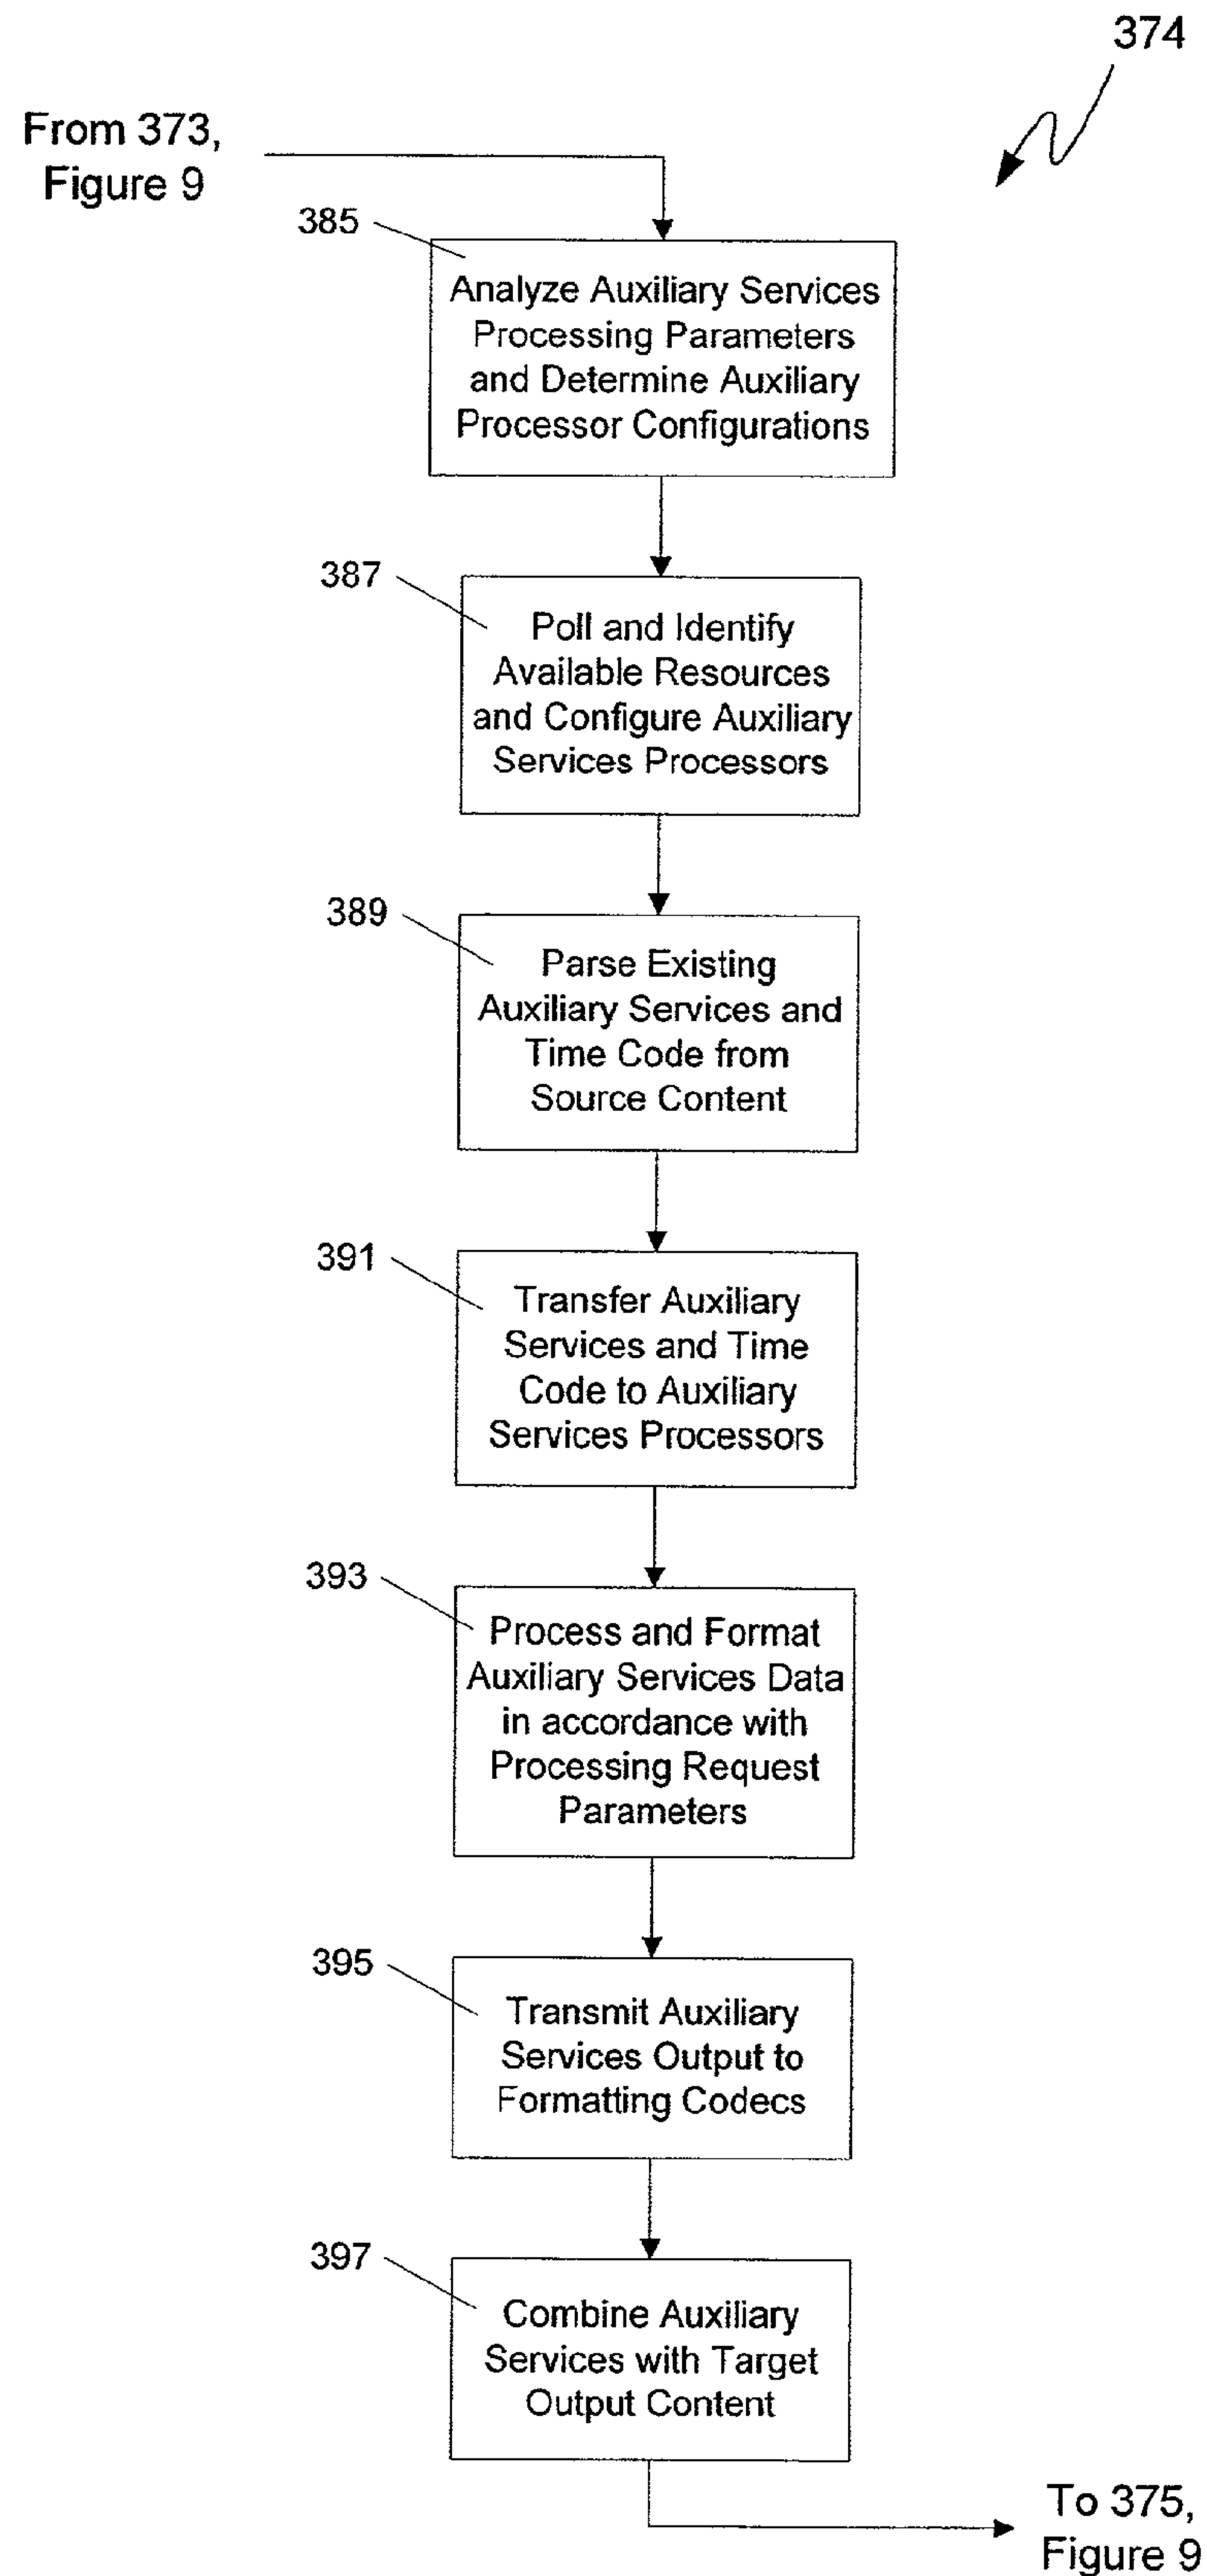 374
From 373,
Figure 9
385
Analyze Auxiliary Services
Processing Parameters
and Determine Auxiliary
Processor Configurations
387
Poll and Identify
Available Resources
and Configure Auxiliary
Services Processors
389
Parse Existing
Auxiliary Services and
Time Code from
Source Content
391
Transfer Auxiliary
Services and Time
Code to Auxiliary
Services Processors
393
Process and Format
Auxiliary Services Data
in accordance with
Processing Request
Parameters
395
Transmit Auxiliary
Services Output to
Formatting Codecs
397
Combine Auxiliary
Services with Target
Output Content
To 375,
Figure 9